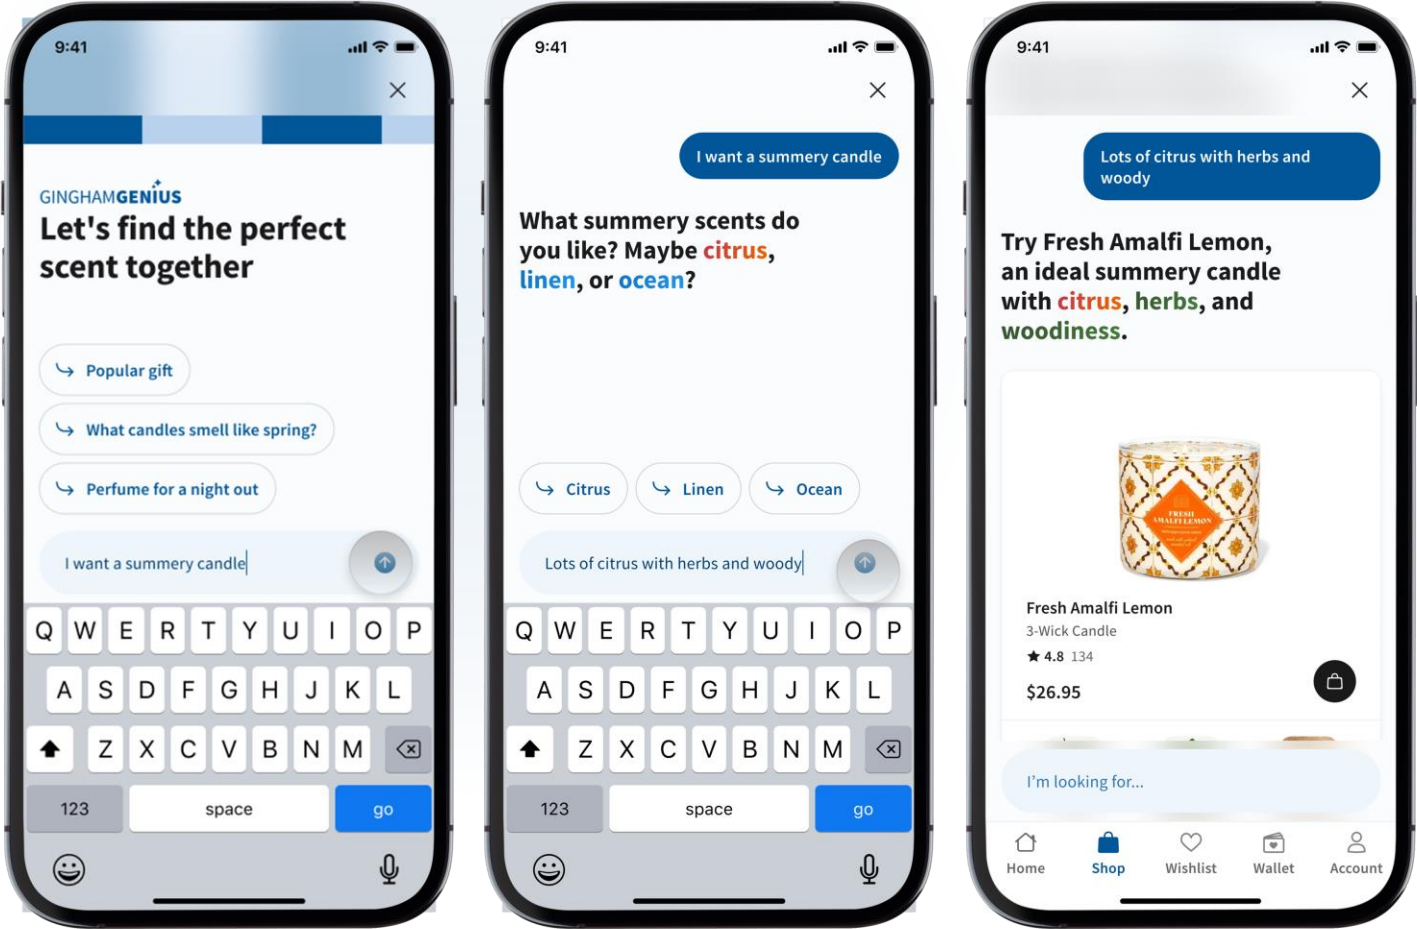 9:41
GINGHAMGENIUS
Let's find the perfect
scent together
Popular gift
What candles smell like spring?
Perfume for a night out
I want a summery candle
Q W E R T Y U I O P
A S D F G H J K L
Z X C V B N M
123 space go
9:41
I want a summery candle
What summery scents do
you like? Maybe citrus,
linen, or ocean?
Citrus Linen Ocean
Lots of citrus with herbs and woody
Q W E R T Y U I O P
A S D F G H J K L
Z X C V B N M
123 space go
9:41
Lots of citrus with herbs and
woody
Try Fresh Amalfi Lemon,
an ideal summery candle
with citrus, herbs, and
woodiness.
FRESH
AMALFI LEMON
Fresh Amalfi Lemon
3-Wick Candle
4.8 134
$26.95
I'm looking for...
Home Shop Wishlist Wallet Account